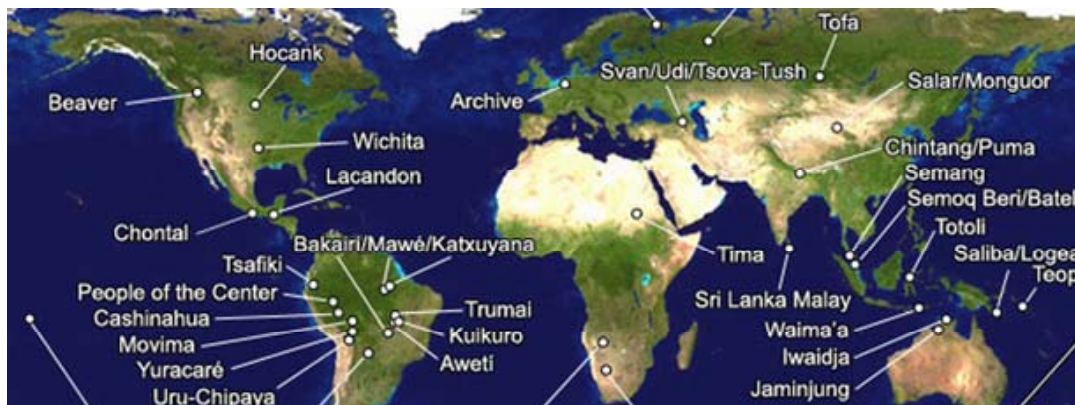 Tofa
Hocank
Svan/Udi/Tsova-Tush
Salar/Monguor
Beaver
Archive
Wichita
Chintang/Puma
Lacandon
Semang
Semoq Beri/Batek
Chontal
Totoli
Bakairí/Mawé/Katxuyana
Tima
Saliba/Logea
Tsafiki
Teop
People of the Center
Trumai
Sri Lanka Malay
Cashinahua
Kuikuro
Waima'a
Movima
Aweti
Iwaidja
Yuracaré
Jaminjung
Uru-Chipaya